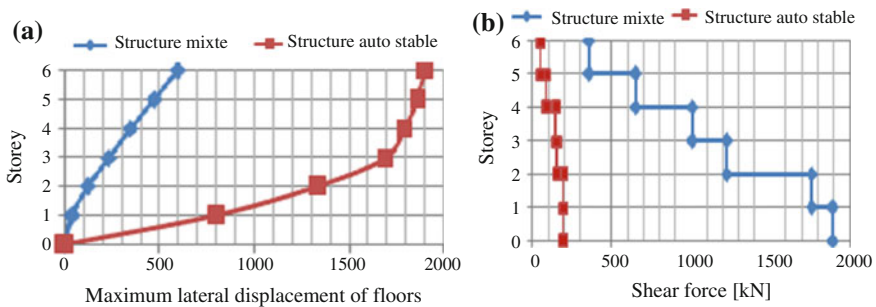 (a)
Structure mixte
Structure auto stable
6
5
4
3
2
1
0
Storey
0
500
1000
1500
2000
Maximum lateral displacement of floors
(b)
Structure mixte
Structure auto stable
6
5
4
3
2
1
0
Storey
0
500
1000
1500
2000
Shear force [kN]